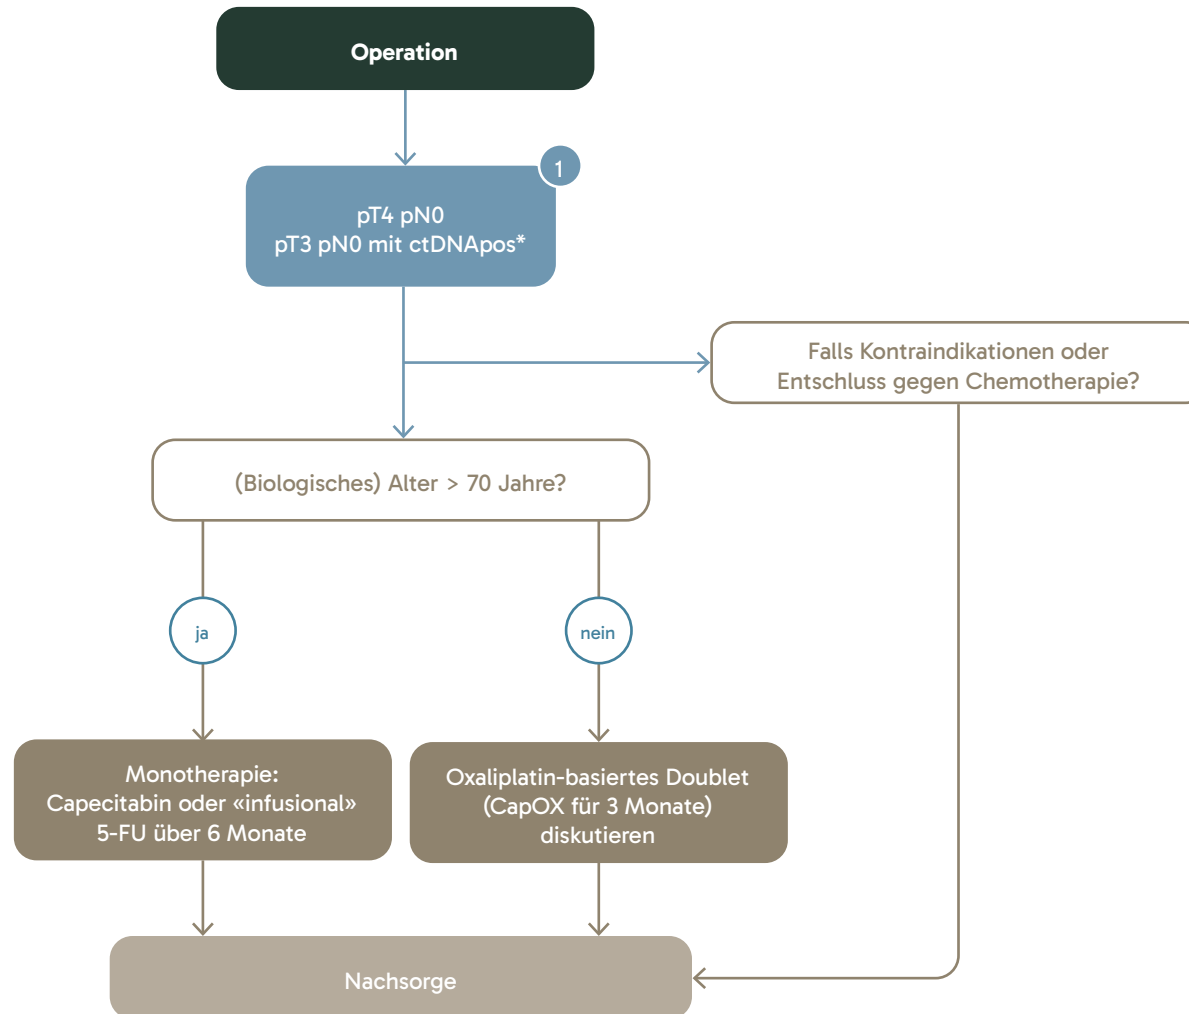 Operation
1
pT4 pN0
pT3 pN0 mit ctDNApos*
Falls Kontraindikationen oder
Entschluss gegen Chemotherapie?
(Biologisches) Alter > 70 Jahre?
ja
nein
Monotherapie:
Capecitabin oder «infusional»
5-FU über 6 Monate
Oxaliplatin-basiertes Doublet
(CapOX für 3 Monate)
diskutieren
Nachsorge